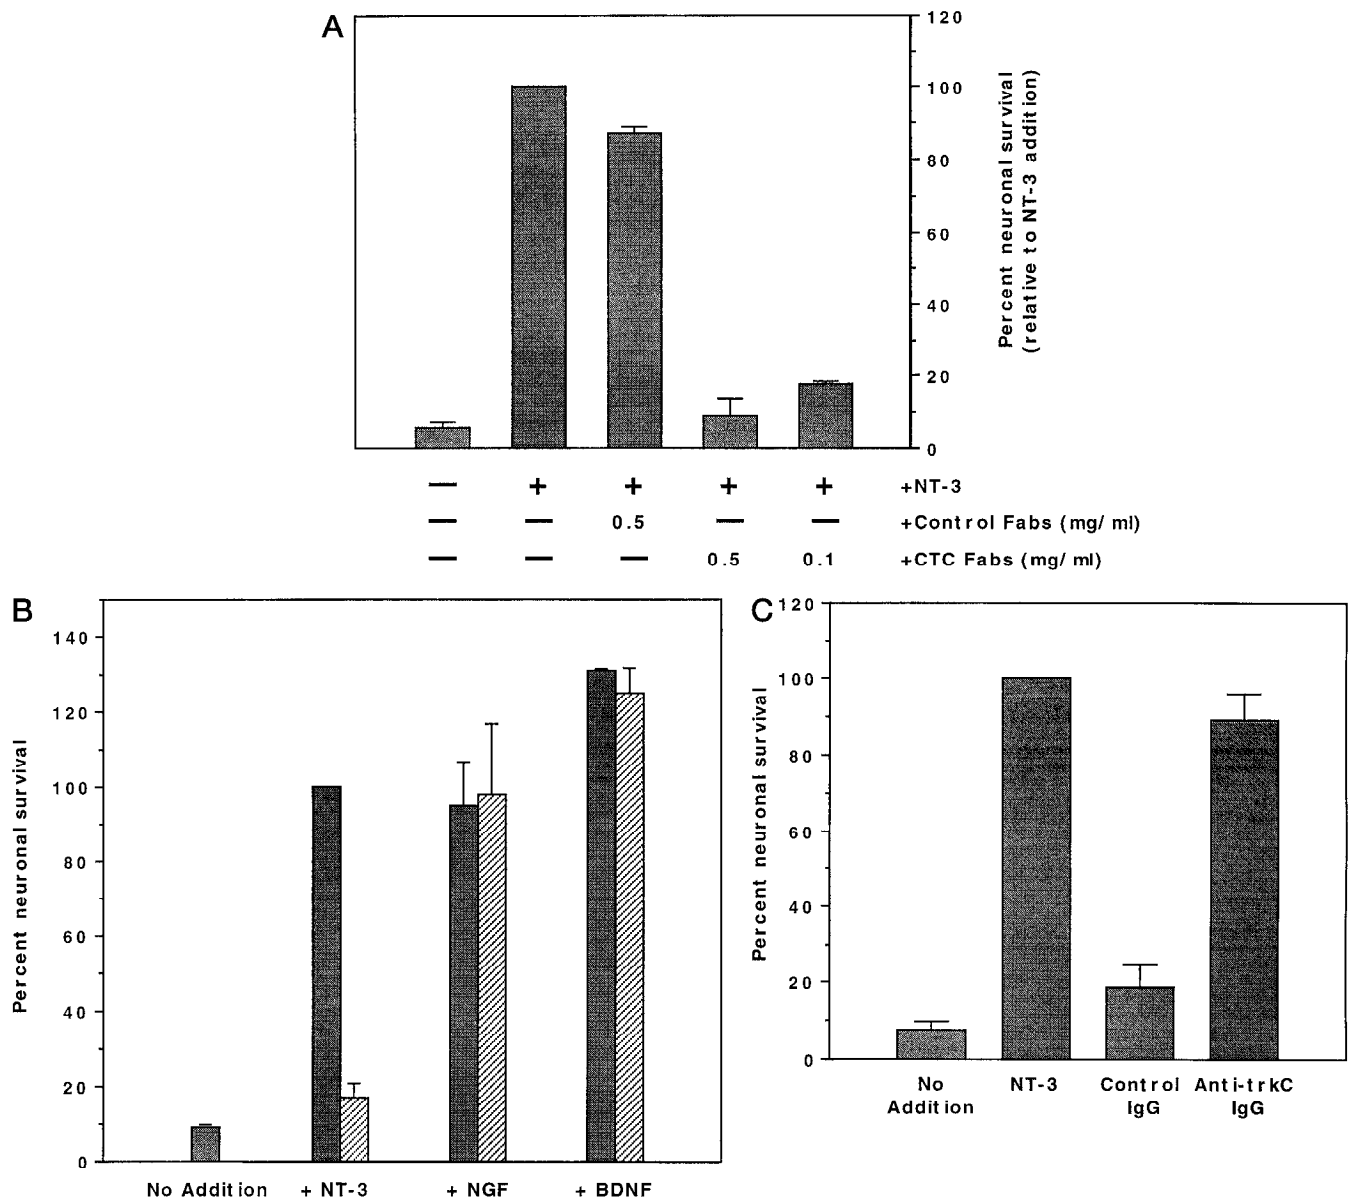 A
120
100
80
60
40
20
0
Percent neuronal survival
(relative to NT-3 addition)
— + + + + +NT-3
— — 0.5 — — +Control Fabs (mg/ml)
— — — 0.5 0.1 +CTC Fabs (mg/ml)
B
140
120
100
80
60
40
20
0
Percent neuronal survival
No Addition + NT-3 + NGF + BDNF
C
120
100
80
60
40
20
0
Percent neuronal survival
No NT-3 Control Anti-trkC
Addition IgG IgG